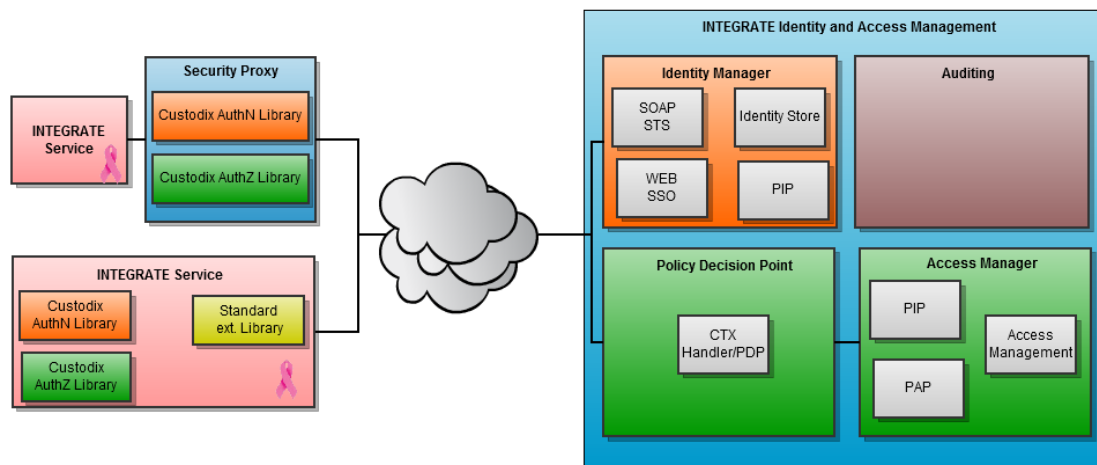 INTEGRATE
Service
Security Proxy
Custodix AuthN Library
Custodix AuthZ Library
INTEGRATE Service
Custodix
AuthN Library
Custodix
AuthZ Library
Standard
ext. Library
INTEGRATE Identity and Access Management
Identity Manager
SOAP
STS
Identity Store
WEB
SSO
PIP
Auditing
Policy Decision Point
CTX
Handler/PDP
Access Manager
PIP
Access
Management
PAP